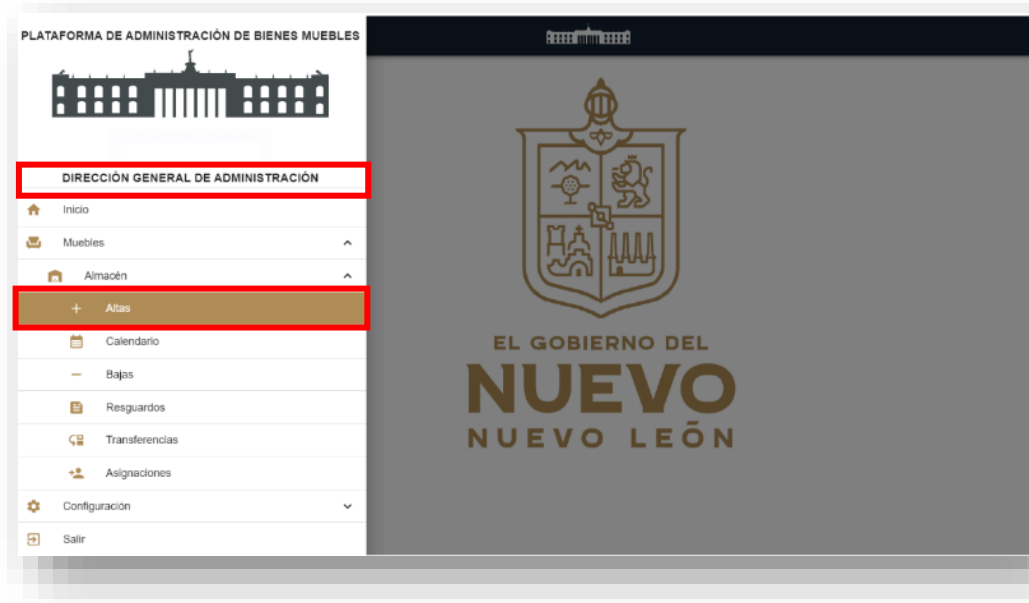 PLATAFORMA DE ADMINISTRACIÓN DE BIENES MUEBLES
DIRECCIÓN GENERAL DE ADMINISTRACIÓN
Inicio
Muebles
Almacén
Altas
Calendario
Bajas
Resguardos
Transferencias
Asignaciones
Configuración
Salir
EL GOBIERNO DEL
NUEVO
NUEVO LEÓN